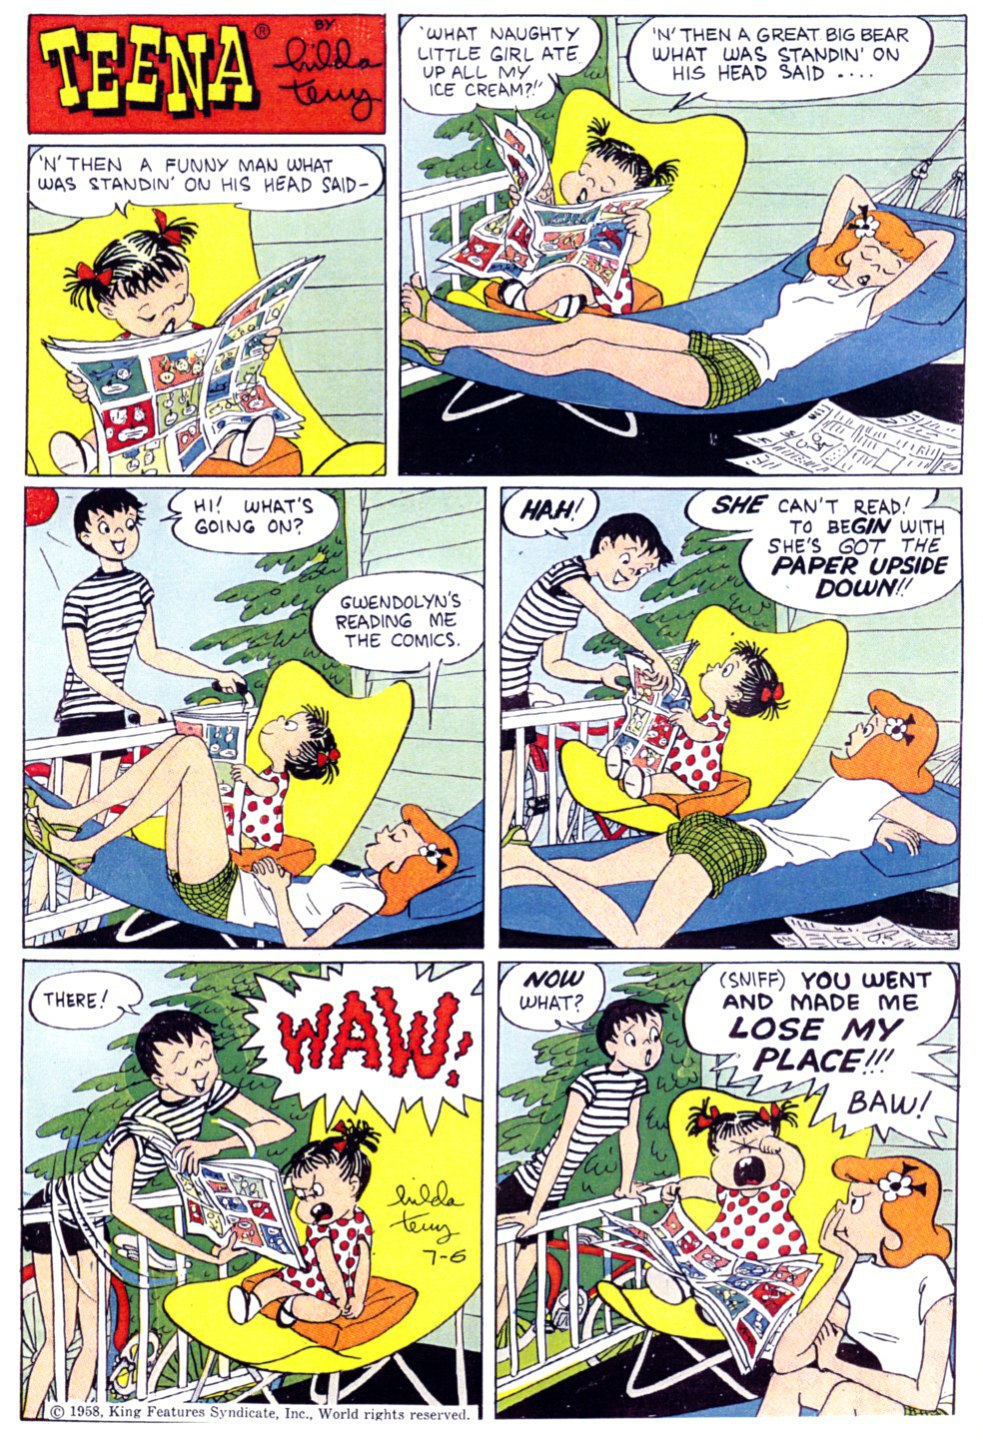 TEENA®
BY
hilda
terry
'N' THEN A FUNNY MAN WHAT
WAS STANDIN' ON HIS HEAD SAID-
'WHAT NAUGHTY
LITTLE GIRL ATE
UP ALL MY
ICE CREAM?!'
'N' THEN A GREAT BIG BEAR
WHAT WAS STANDIN' ON
HIS HEAD SAID ....
HI! WHAT'S
GOING ON?
GWENDOLYN'S
READING ME
THE COMICS.
HAH!
SHE CAN'T READ!
TO BEGIN WITH
SHE'S GOT THE
PAPER UPSIDE
DOWN!!
THERE!
WAW!
hilda
terry
7-6
© 1958, King Features Syndicate, Inc., World rights reserved.
NOW
WHAT?
(SNIFF) YOU WENT
AND MADE ME
LOSE MY
PLACE!!!
BAW!